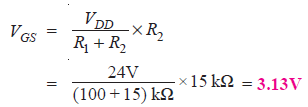 V_GS = V_DD / (R_1 + R_2) × R_2
= 24V / ((100 + 15) kΩ) × 15 kΩ = 3.13V